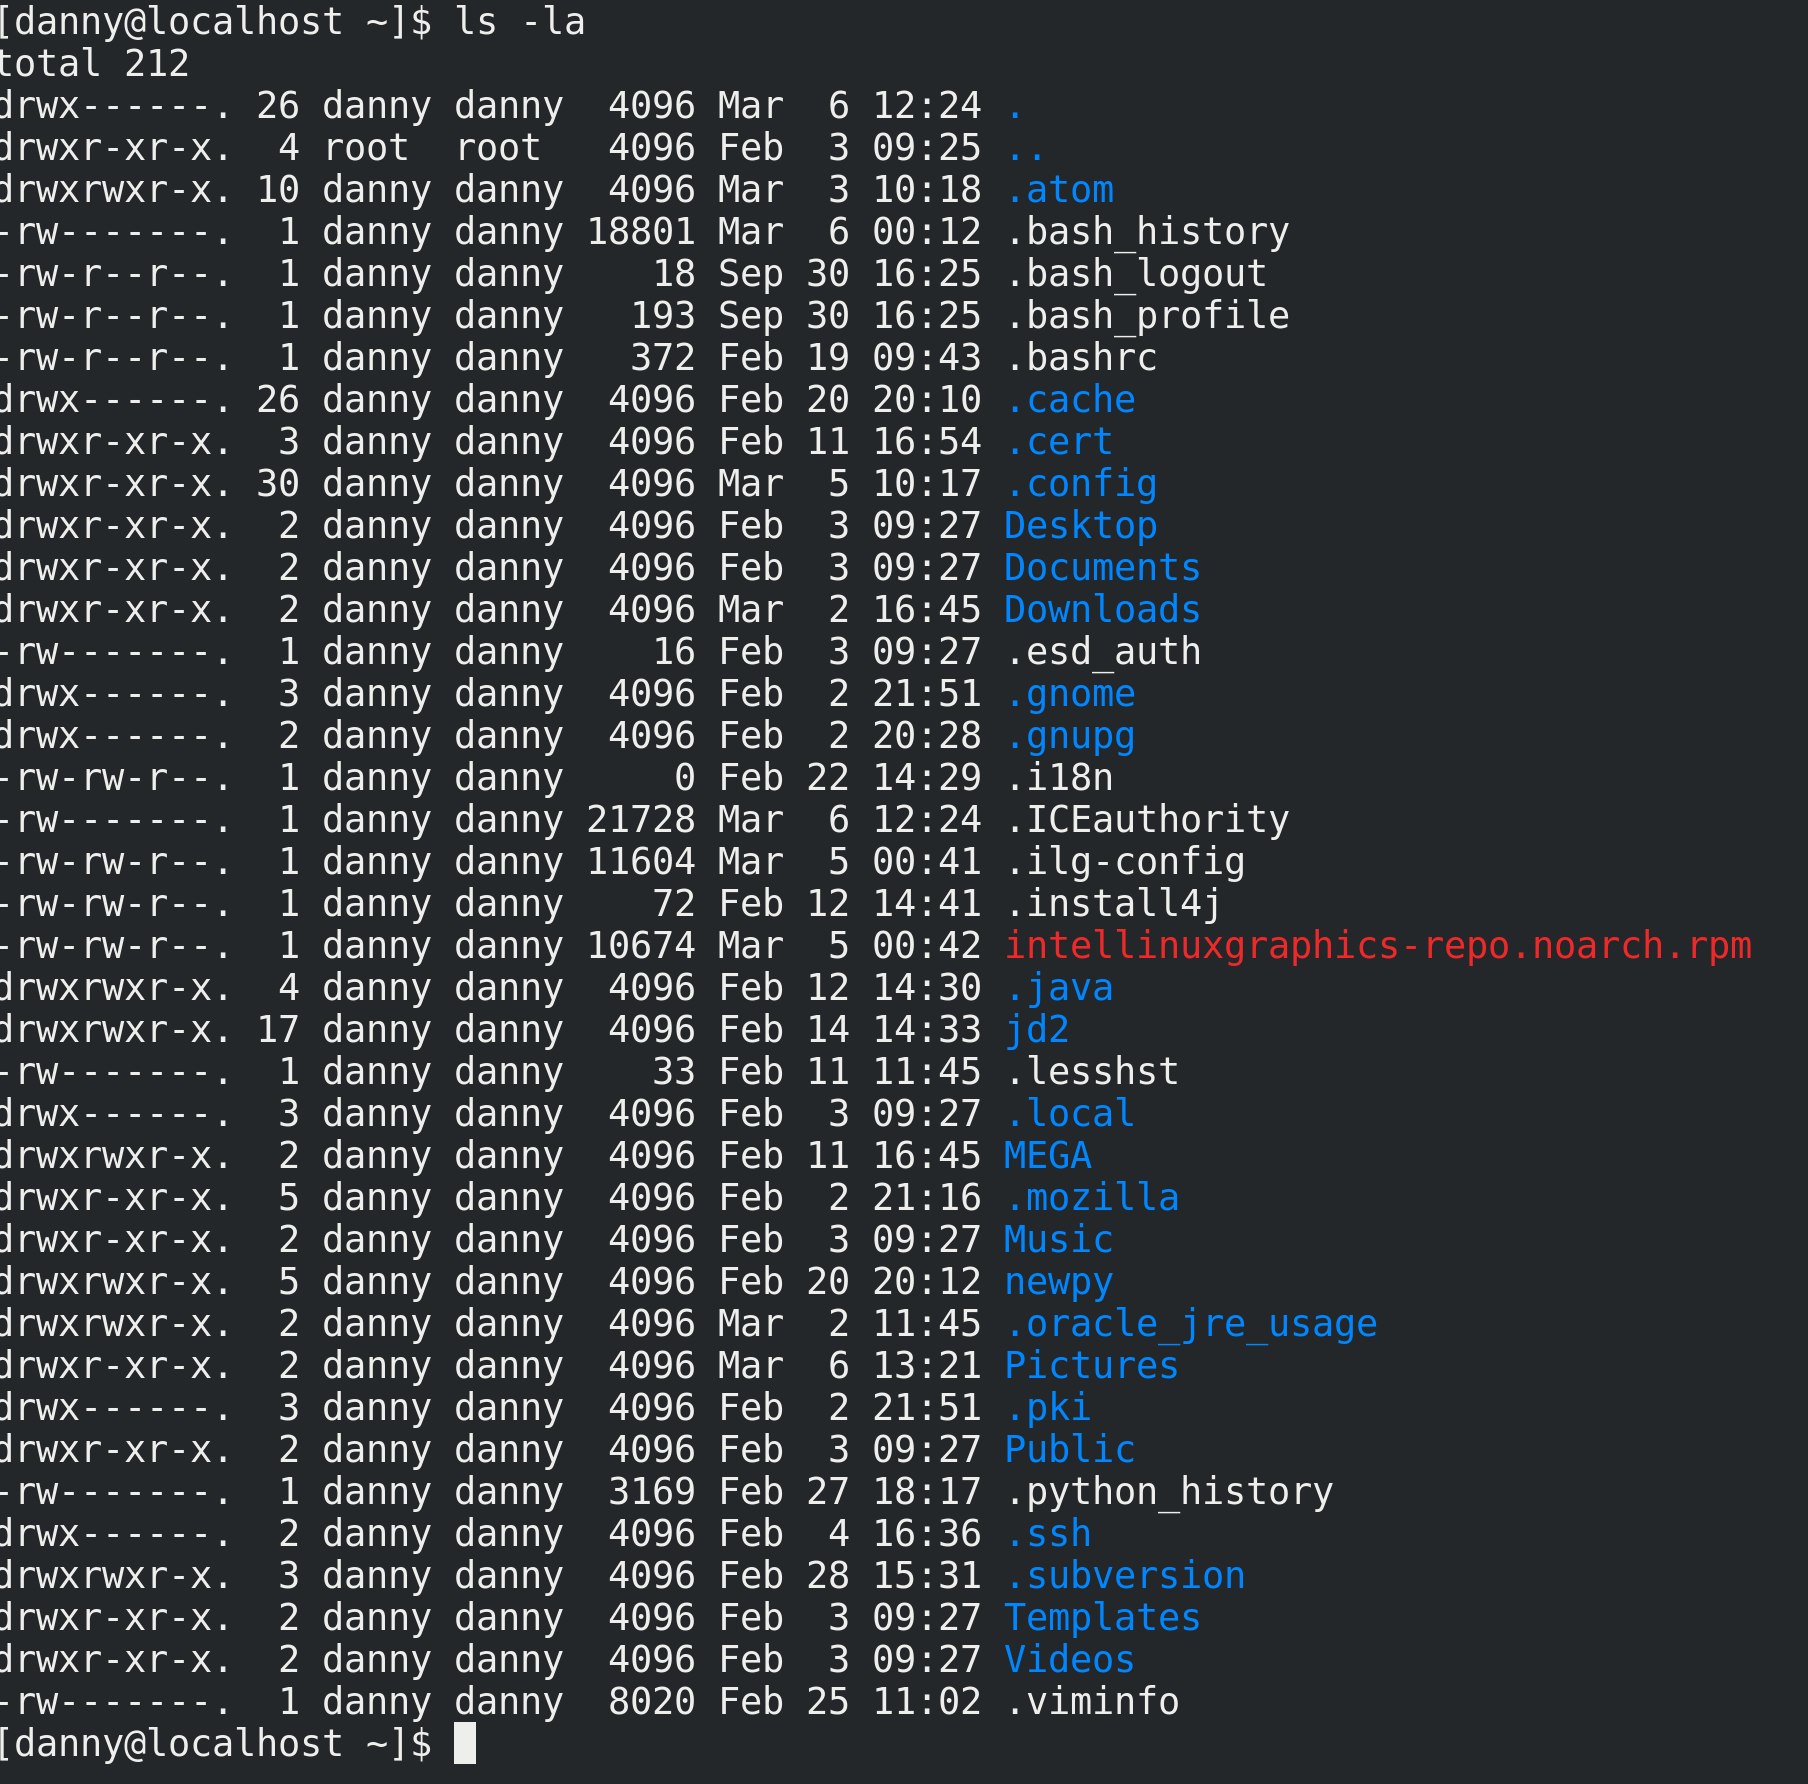 [danny@localhost ~]$ ls -la
total 212
drwx------. 26 danny danny  4096 Mar  6 12:24 .
drwxr-xr-x.  4 root  root   4096 Feb  3 09:25 ..
drwxrwxr-x. 10 danny danny  4096 Mar  3 10:18 .atom
-rw-------.  1 danny danny 18801 Mar  6 00:12 .bash_history
-rw-r--r--.  1 danny danny    18 Sep 30 16:25 .bash_logout
-rw-r--r--.  1 danny danny   193 Sep 30 16:25 .bash_profile
-rw-r--r--.  1 danny danny   372 Feb 19 09:43 .bashrc
drwx------. 26 danny danny  4096 Feb 20 20:10 .cache
drwxr-xr-x.  3 danny danny  4096 Feb 11 16:54 .cert
drwxr-xr-x. 30 danny danny  4096 Mar  5 10:17 .config
drwxr-xr-x.  2 danny danny  4096 Feb  3 09:27 Desktop
drwxr-xr-x.  2 danny danny  4096 Feb  3 09:27 Documents
drwxr-xr-x.  2 danny danny  4096 Mar  2 16:45 Downloads
-rw-------.  1 danny danny    16 Feb  3 09:27 .esd_auth
drwx------.  3 danny danny  4096 Feb  2 21:51 .gnome
drwx------.  2 danny danny  4096 Feb  2 20:28 .gnupg
-rw-rw-r--.  1 danny danny     0 Feb 22 14:29 .i18n
-rw-------.  1 danny danny 21728 Mar  6 12:24 .ICEauthority
-rw-rw-r--.  1 danny danny 11604 Mar  5 00:41 .ilg-config
-rw-rw-r--.  1 danny danny    72 Feb 12 14:41 .install4j
-rw-rw-r--.  1 danny danny 10674 Mar  5 00:42 intellinuxgraphics-repo.noarch.rpm
drwxrwxr-x.  4 danny danny  4096 Feb 12 14:30 .java
drwxrwxr-x. 17 danny danny  4096 Feb 14 14:33 jd2
-rw-------.  1 danny danny    33 Feb 11 11:45 .lesshst
drwx------.  3 danny danny  4096 Feb  3 09:27 .local
drwxrwxr-x.  2 danny danny  4096 Feb 11 16:45 MEGA
drwxr-xr-x.  5 danny danny  4096 Feb  2 21:16 .mozilla
drwxr-xr-x.  2 danny danny  4096 Feb  3 09:27 Music
drwxrwxr-x.  5 danny danny  4096 Feb 20 20:12 newpy
drwxrwxr-x.  2 danny danny  4096 Mar  2 11:45 .oracle_jre_usage
drwxr-xr-x.  2 danny danny  4096 Mar  6 13:21 Pictures
drwx------.  3 danny danny  4096 Feb  2 21:51 .pki
drwxr-xr-x.  2 danny danny  4096 Feb  3 09:27 Public
-rw-------.  1 danny danny  3169 Feb 27 18:17 .python_history
drwx------.  2 danny danny  4096 Feb  4 16:36 .ssh
drwxrwxr-x.  3 danny danny  4096 Feb 28 15:31 .subversion
drwxr-xr-x.  2 danny danny  4096 Feb  3 09:27 Templates
drwxr-xr-x.  2 danny danny  4096 Feb  3 09:27 Videos
-rw-------.  1 danny danny  8020 Feb 25 11:02 .viminfo
[danny@localhost ~]$